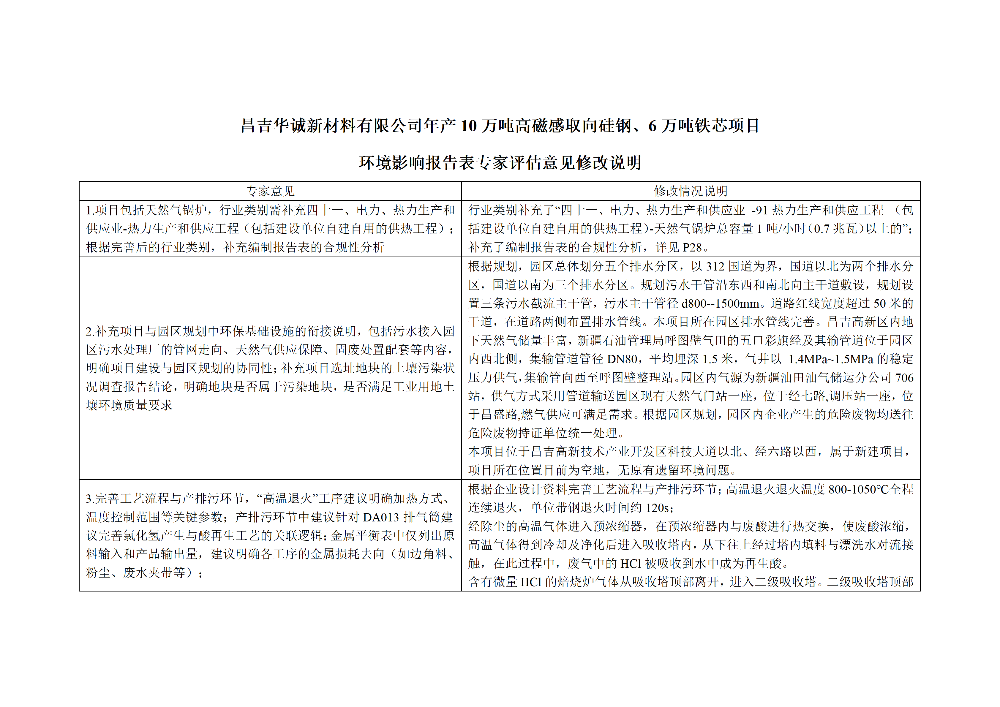 昌吉华诚新材料有限公司年产 10 万吨高磁感取向硅钢、6 万吨铁芯项目
环境影响报告表专家评估意见修改说明
专家意见
修改情况说明
1.项目包括天然气锅炉，行业类别需补充四十一、电力、热力生产和
供应业-热力生产和供应工程（包括建设单位自建自用的供热工程）；
根据完善后的行业类别，补充编制报告表的合规性分析
行业类别补充了“四十一、电力、热力生产和供应业 -91 热力生产和供应工程 （包
括建设单位自建自用的供热工程）-天然气锅炉总容量 1 吨/小时（0.7 兆瓦）以上的”；
补充了编制报告表的合规性分析，详见 P28。
2.补充项目与园区规划中环保基础设施的衔接说明，包括污水接入园
区污水处理厂的管网走向、天然气供应保障、固废处置配套等内容，
明确项目建设与园区规划的协同性；补充项目选址地块的土壤污染状
况调查报告结论，明确地块是否属于污染地块，是否满足工业用地土
壤环境质量要求
根据规划，园区总体划分五个排水分区，以 312 国道为界，国道以北为两个排水分
区，国道以南为三个排水分区。规划污水干管沿东西和南北向主干道敷设，规划设
置三条污水截流主干管，污水主干管径 d800--1500mm。道路红线宽度超过 50 米的
干道，在道路两侧布置排水管线。本项目所在园区排水管线完善。昌吉高新区内地
下天然气储量丰富，新疆石油管理局呼图壁气田的五口彩旗经及其输管道位于园区
内西北侧，集输管道管径 DN80，平均埋深 1.5 米，气井以 1.4MPa~1.5MPa 的稳定
压力供气，集输管向西至呼图壁整理站。园区内气源为新疆油田油气储运分公司 706
站，供气方式采用管道输送园区现有天然气门站一座，位于经七路,调压站一座，位
于昌盛路,燃气供应可满足需求。根据园区规划，园区内企业产生的危险废物均送往
危险废物持证单位统一处理。
本项目位于昌吉高新技术产业开发区科技大道以北、经六路以西，属于新建项目，
项目所在位置目前为空地，无原有遗留环境问题。
3.完善工艺流程与产排污环节，“高温退火”工序建议明确加热方式、
温度控制范围等关键参数；产排污环节中建议针对 DA013 排气筒建
议完善氯化氢产生与酸再生工艺的关联逻辑；金属平衡表中仅列出原
料输入和产品输出量，建议明确各工序的金属损耗去向（如边角料、
粉尘、废水夹带等）；
根据企业设计资料完善工艺流程与产排污环节；高温退火退火温度 800-1050℃全程
连续退火，单位带钢退火时间约 120s；
经除尘的高温气体进入预浓缩器，在预浓缩器内与废酸进行热交换，使废酸浓缩，
高温气体得到冷却及净化后进入吸收塔内，从下往上经过塔内填料与漂洗水对流接
触，在此过程中，废气中的 HCl 被吸收到水中成为再生酸。
含有微量 HCl 的焙烧炉气体从吸收塔顶部离开，进入二级吸收塔。二级吸收塔顶部